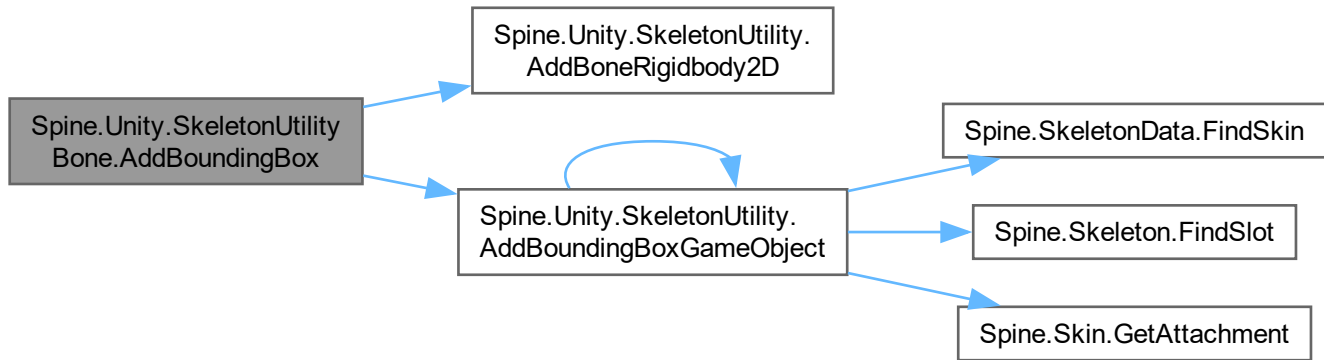 Spine.Unity.SkeletonUtility
Bone.AddBoundingBox
Spine.Unity.SkeletonUtility.
AddBoneRigidbody2D
Spine.Unity.SkeletonUtility.
AddBoundingBoxGameObject
Spine.SkeletonData.FindSkin
Spine.Skeleton.FindSlot
Spine.Skin.GetAttachment